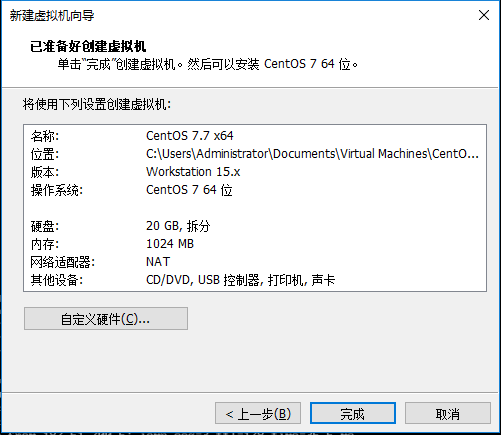 新建虚拟机向导
已准备好创建虚拟机
单击“完成”创建虚拟机。然后可以安装 CentOS 7 64 位。
将使用下列设置创建虚拟机:
名称: CentOS 7.7 x64
位置: C:\Users\Administrator\Documents\Virtual Machines\CentO...
版本: Workstation 15.x
操作系统: CentOS 7 64 位
硬盘: 20 GB, 拆分
内存: 1024 MB
网络适配器: NAT
其他设备: CD/DVD, USB 控制器, 打印机, 声卡
自定义硬件(C)...
< 上一步(B) 完成 取消